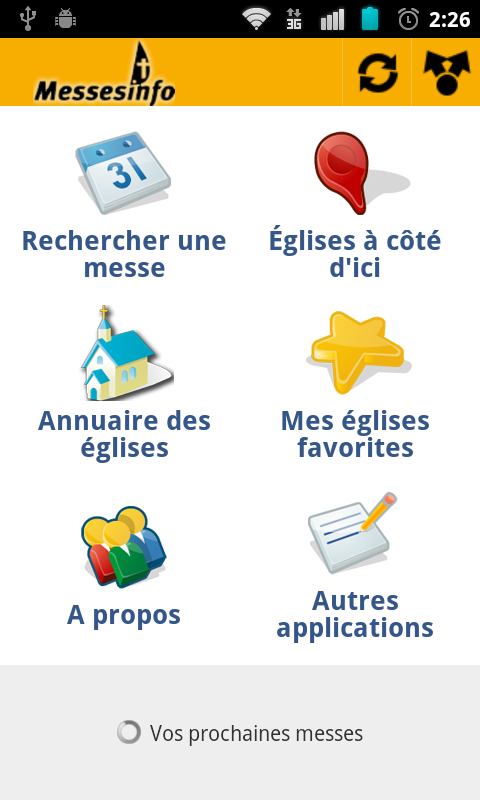 3G 2:26
Messesinfo
31
Rechercher une
messe
Églises à côté
d'ici
Annuaire des
églises
Mes églises
favorites
A propos
Autres
applications
Vos prochaines messes